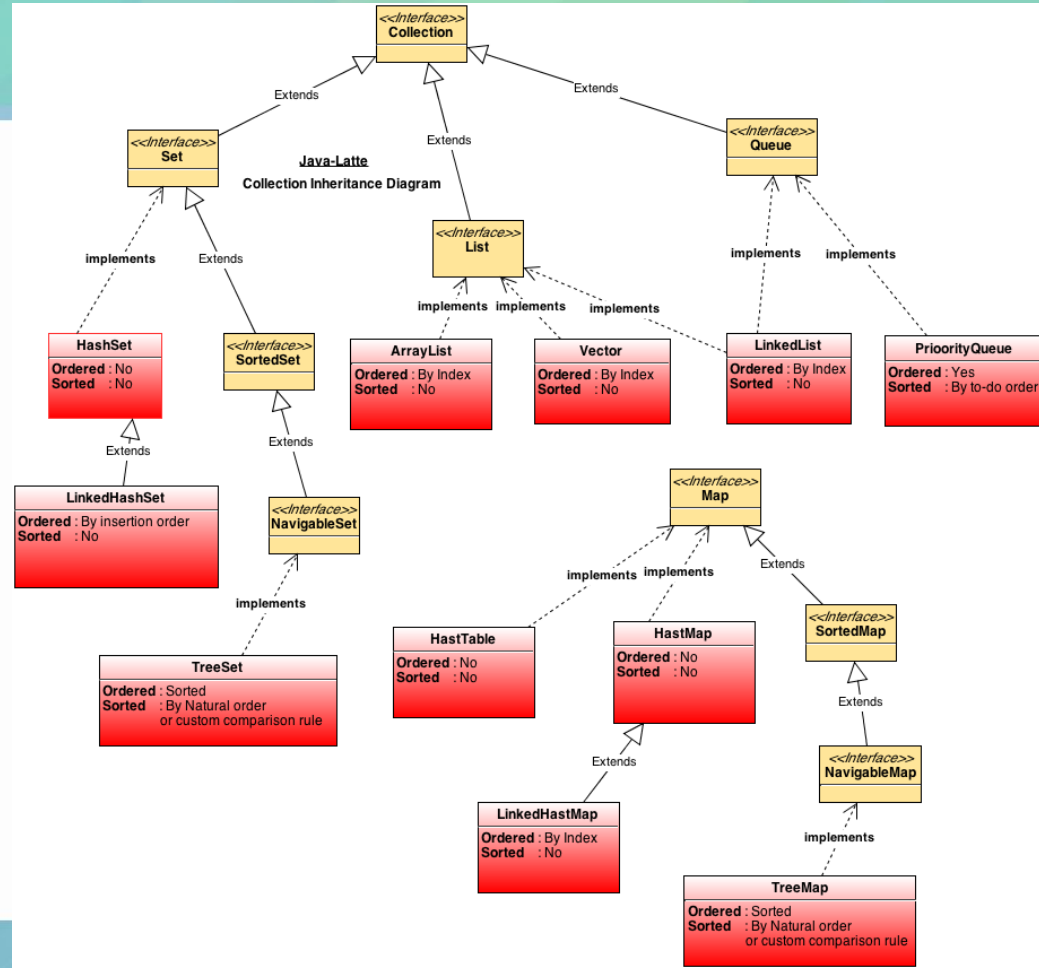 <<Interface>>
Collection
Extends
Extends
Extends
<<Interface>>
Set
Java-Latte
Collection Inheritance Diagram
<<Interface>>
Queue
<<Interface>>
List
implements
Extends
implements
implements
implements
implements
implements
HashSet
Ordered : No
Sorted : No
<<Interface>>
SortedSet
ArrayList
Ordered : By Index
Sorted : No
Vector
Ordered : By Index
Sorted : No
LinkedList
Ordered : By Index
Sorted : No
PrioorityQueue
Ordered : Yes
Sorted : By to-do order
Extends
Extends
LinkedHashSet
Ordered : By insertion order
Sorted : No
<<Interface>>
NavigableSet
<<Interface>>
Map
implements
implements
implements
Extends
TreeSet
Ordered : Sorted
Sorted : By Natural order
or custom comparison rule
HastTable
Ordered : No
Sorted : No
HastMap
Ordered : No
Sorted : No
<<Interface>>
SortedMap
Extends
Extends
LinkedHastMap
Ordered : By Index
Sorted : No
<<Interface>>
NavigableMap
implements
TreeMap
Ordered : Sorted
Sorted : By Natural order
or custom comparison rule